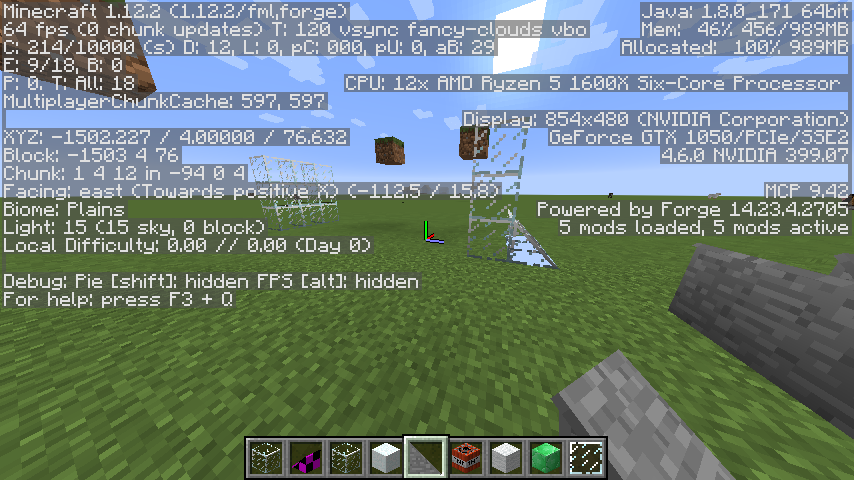 Minecraft 1.12.2 (1.12.2/fml,forge)
64 fps (0 chunk updates) T: 120 vsync fancy-clouds vbo
C: 214/10000 (s) D: 12, L: 0, pC: 000, pU: 0, aB: 29
E: 9/18, B: 0
P: 0. T: All: 18
MultiplayerChunkCache: 597, 597
XYZ: -1502.227 / 4.00000 / 76.632
Block: -1503 4 76
Chunk: 1 4 12 in -94 0 4
Facing: east (Towards positive X) (-112.5 / 15.8)
Biome: Plains
Light: 15 (15 sky, 0 block)
Local Difficulty: 0.00 // 0.00 (Day 0)
Debug: Pie [shift]: hidden FPS [alt]: hidden
For help: press F3 + Q
Java: 1.8.0_171 64bit
Mem: 46% 456/989MB
Allocated: 100% 989MB
CPU: 12x AMD Ryzen 5 1600X Six-Core Processor
Display: 854x480 (NVIDIA Corporation)
GeForce GTX 1050/PCIe/SSE2
4.6.0 NVIDIA 399.07
MCP 9.42
Powered by Forge 14.23.4.2705
5 mods loaded, 5 mods active